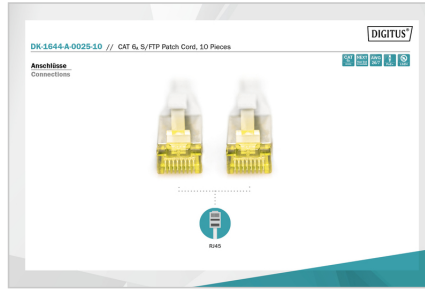 DIGITUS®
DK-1644-A-0025-10 // CAT 6A S/FTP Patch Cord, 10 Pieces
Anschlüsse
Connections
RJ45